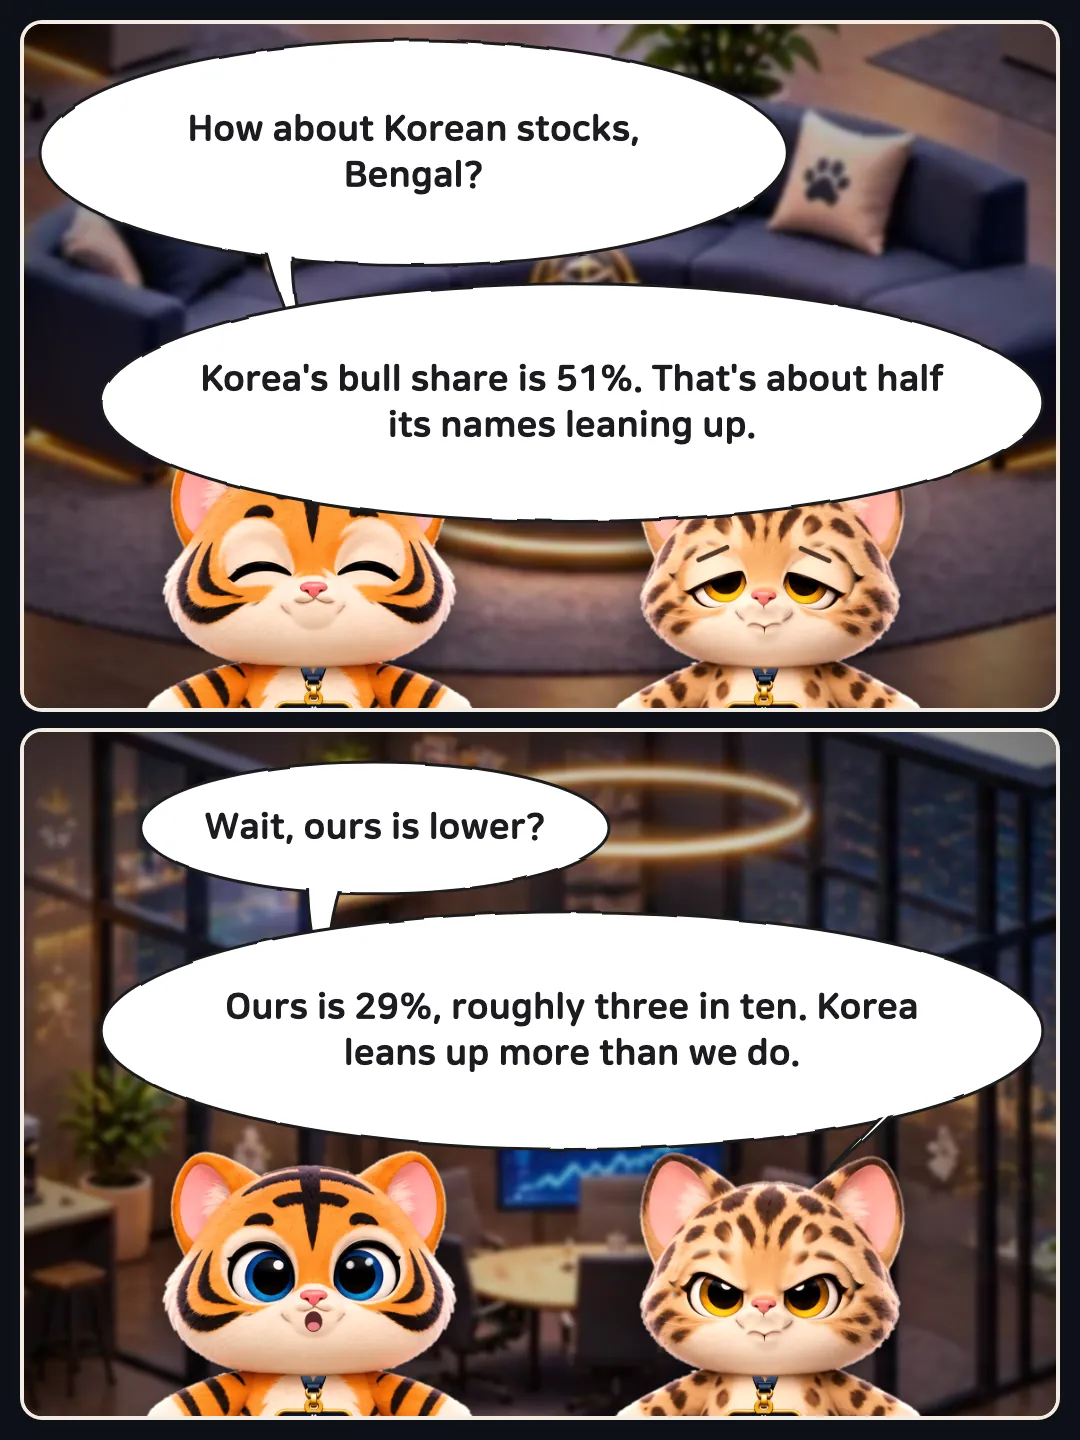 How about Korean stocks,
Bengal?
Korea's bull share is 51%. That's about half
its names leaning up.
Wait, ours is lower?
Ours is 29%, roughly three in ten. Korea
leans up more than we do.